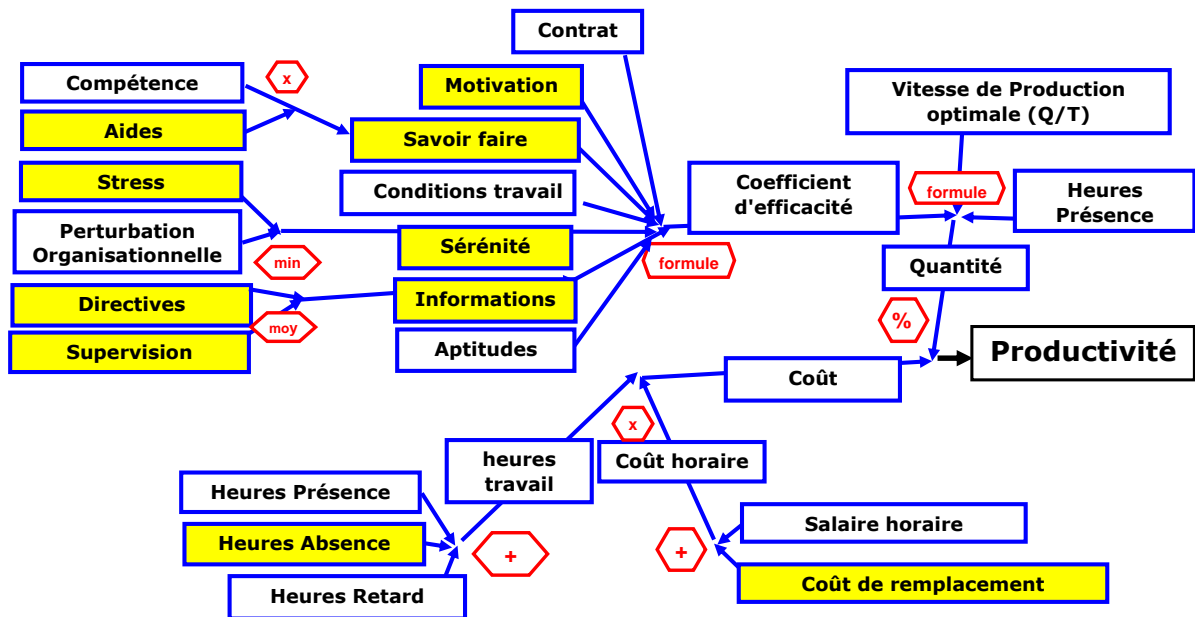 Contrat
Compétence
x
Motivation
Vitesse de Production
optimale (Q/T)
Aides
Savoir faire
Stress
Conditions travail
Coefficient
d'efficacité
formule
Heures
Présence
Perturbation
Organisationnelle
min
Sérénité
formule
Quantité
Directives
moy
Informations
%
Supervision
Aptitudes
Productivité
Coût
x
heures
travail
Coût horaire
Heures Présence
Salaire horaire
Heures Absence
+
+
Coût de remplacement
Heures Retard